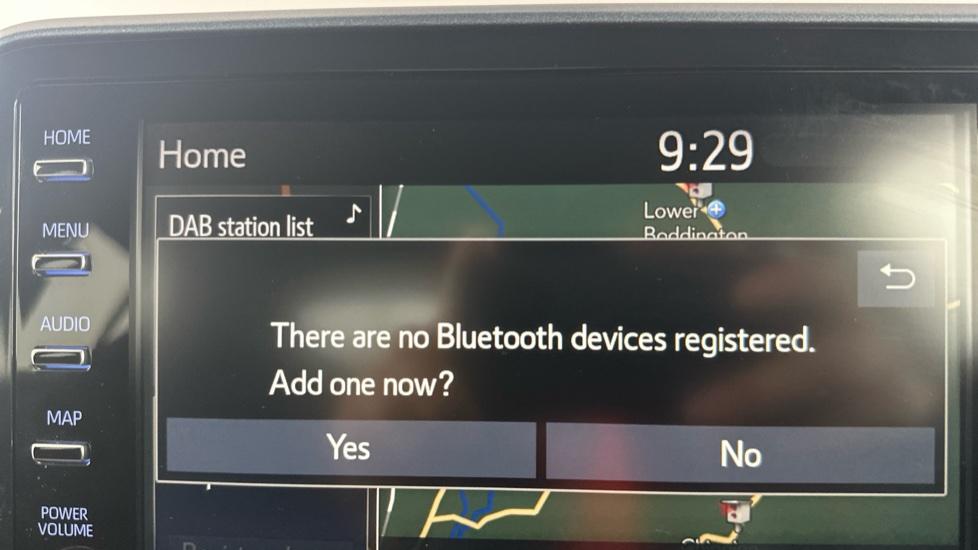 HOME
Home
9:29
MENU
DAB station list
Lower
Boddington
There are no Bluetooth devices registered.
Add one now?
AUDIO
MAP
Yes
No
POWER
VOLUME